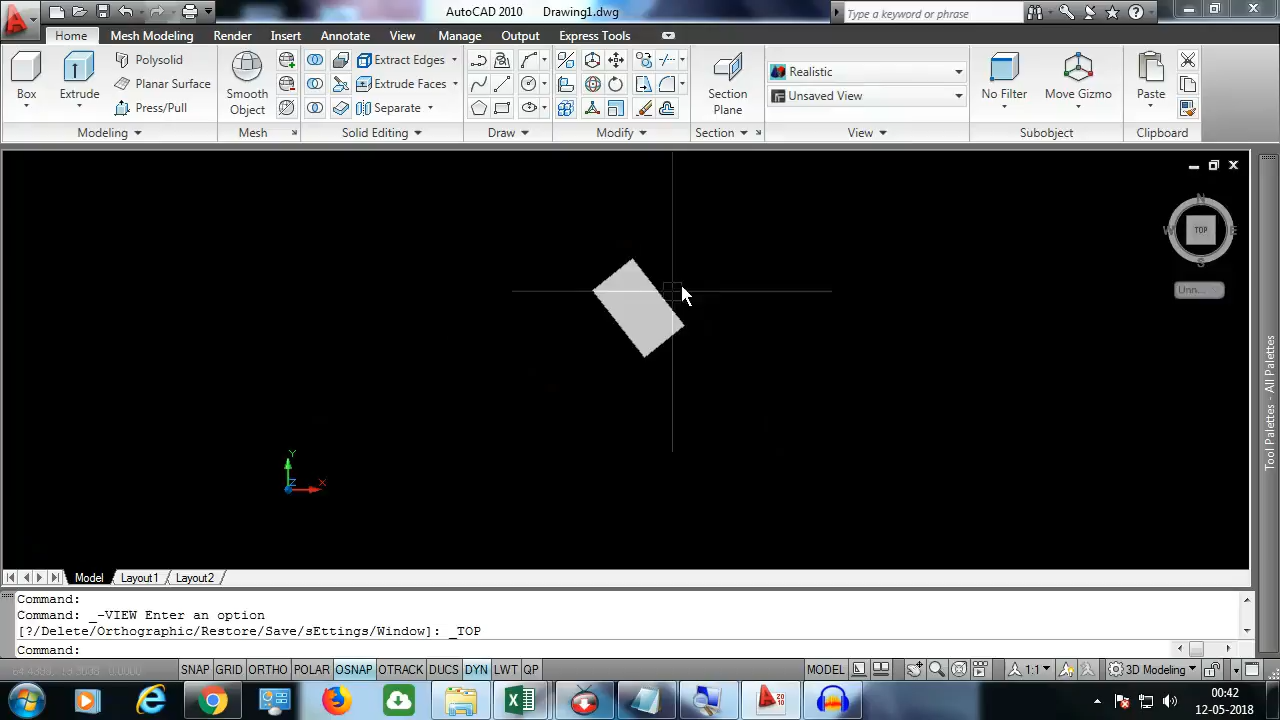 AutoCAD 2010 Drawing1.dwg
Type a keyword or phrase
Home Mesh Modeling Render Insert Annotate View Manage Output Express Tools
Box
Extrude
Polysolid
Planar Surface
Press/Pull
Smooth
Object
Extract Edges
Extrude Faces
Separate
Section
Plane
Realistic
Unsaved View
No Filter
Move Gizmo
Paste
Modeling
Mesh
Solid Editing
Draw
Modify
Section
View
Subobject
Clipboard
N
W TOP E
S
Unn...
Y
Z X
Tool Palettes - All Palettes
Model Layout1 Layout2
Command:
Command: _-VIEW Enter an option
[?/Delete/Orthographic/Restore/Save/sEttings/Window]: _TOP
Command:
SNAP GRID ORTHO POLAR OSNAP OTRACK DUCS DYN LWT QP
MODEL
1:1
3D Modeling
20
10
00:42
12-05-2018